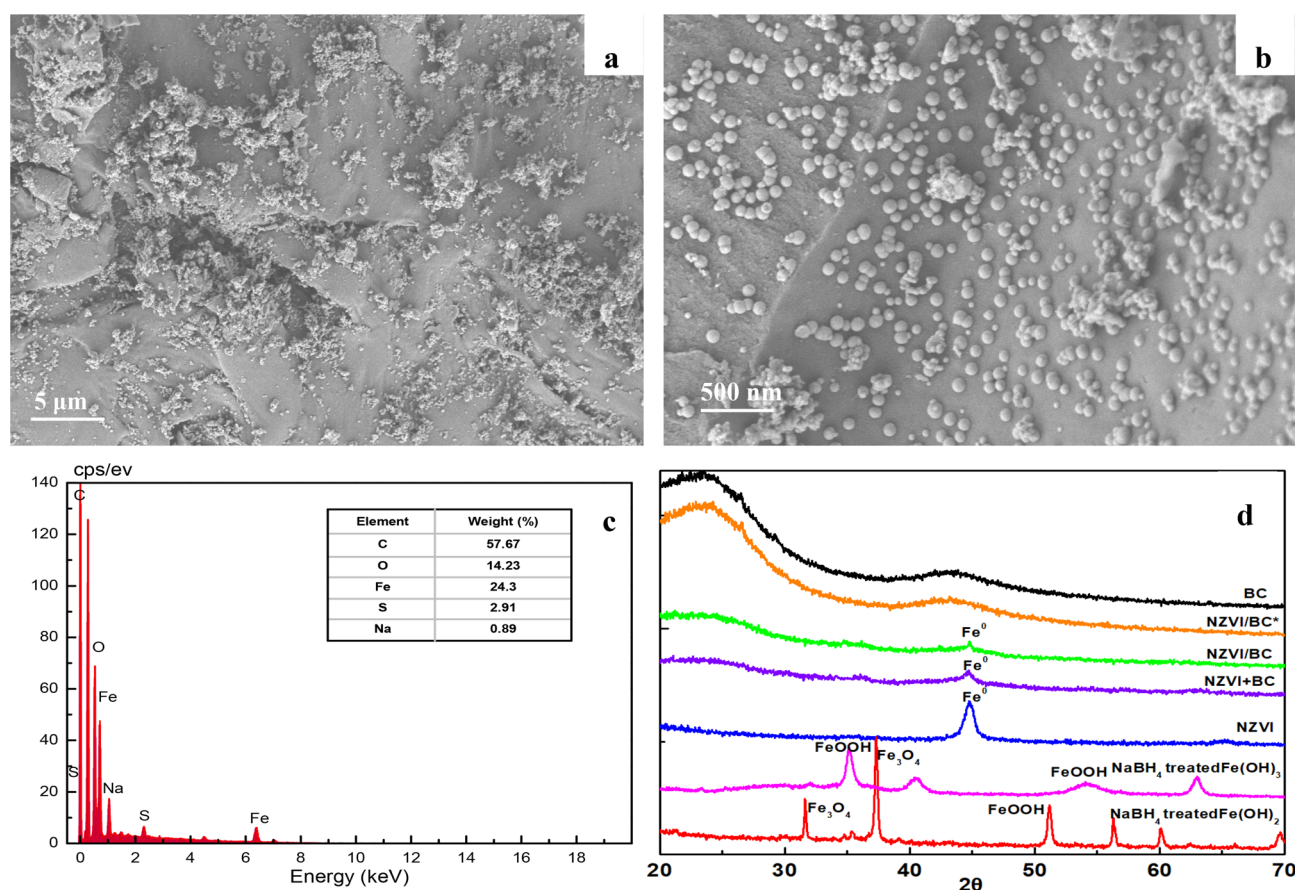 a
5 μm
b
500 nm
cps/ev
140
120
100
80
60
40
20
0
C
S
O
Fe
Na
S
Fe
c
Element Weight (%)
C 57.67
O 14.23
Fe 24.3
S 2.91
Na 0.89
0 2 4 6 8 10 12 14 16 18
Energy (keV)
d
BC
NZVI/BC*
Fe⁰
NZVI/BC
Fe⁰
NZVI+BC
Fe⁰
NZVI
FeOOH Fe₃O₄
FeOOH NaBH₄ treatedFe(OH)₃
Fe₃O₄ FeOOH NaBH₄ treatedFe(OH)₂
20 30 40 50 60 70
2θ